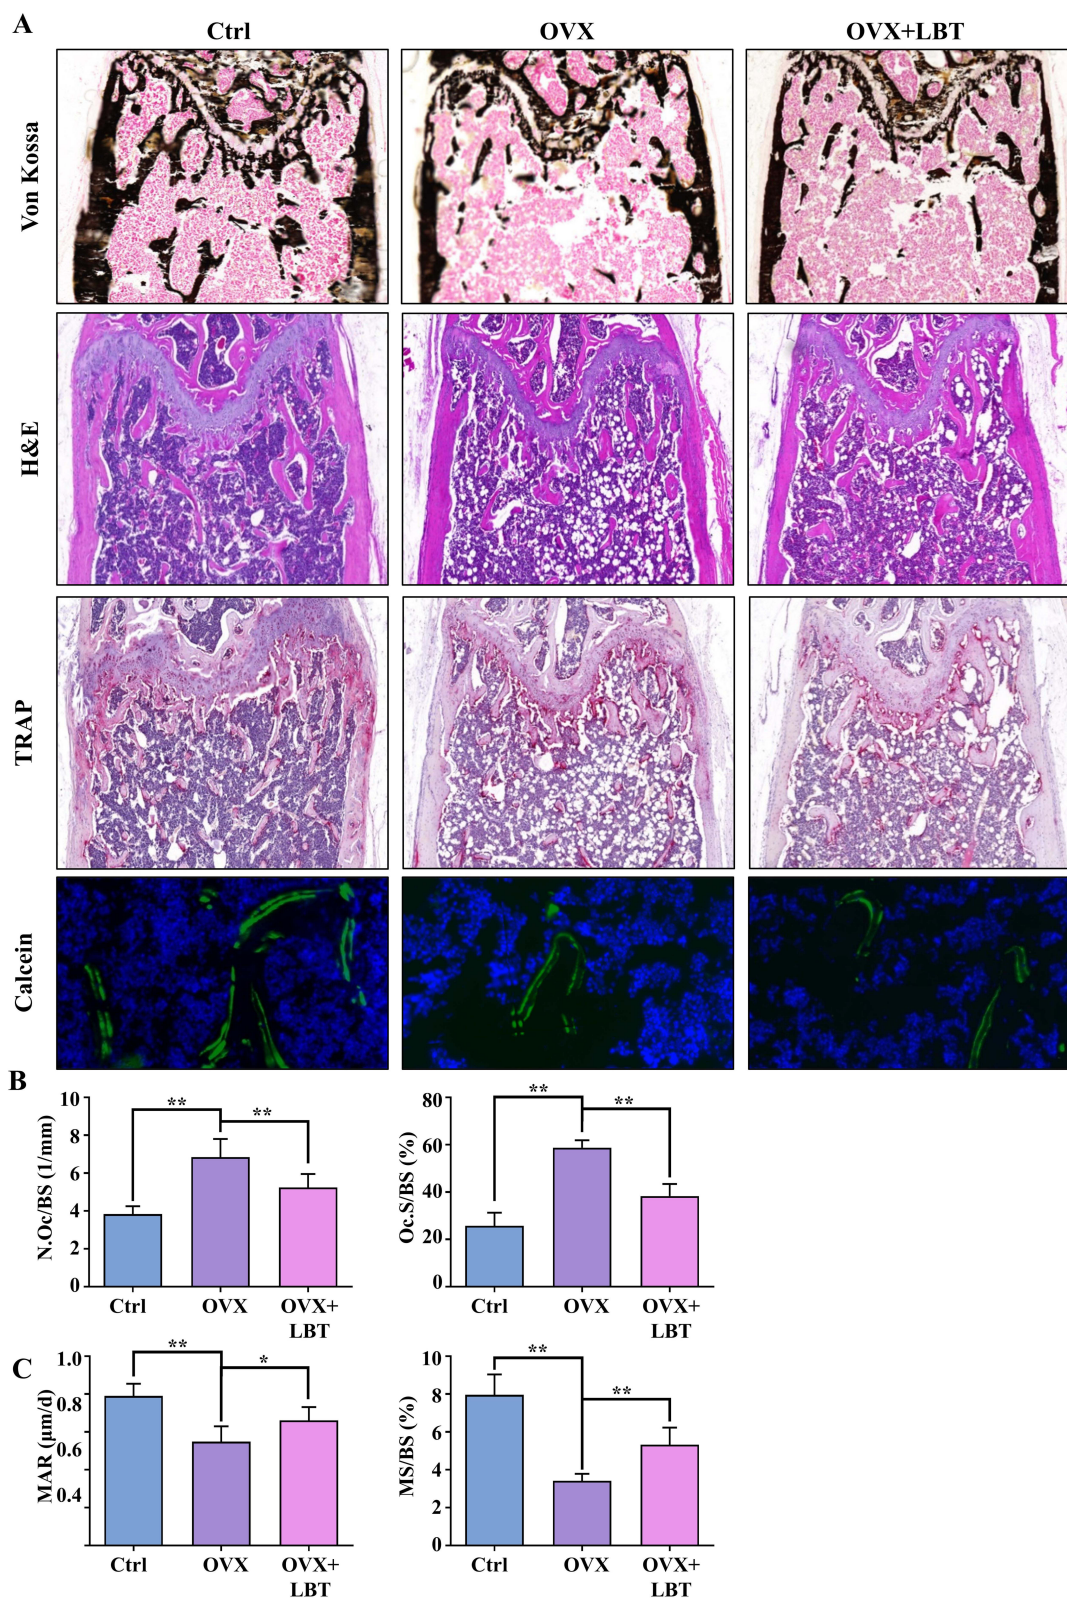 A
Ctrl OVX OVX+LBT
Von Kossa
H&E
TRAP
Calcein
B
N.Oc/BS (1/mm)
10
8
6
4
2
0
** **
Ctrl OVX OVX+
LBT
Oc.S/BS (%)
80
60
40
20
0
** **
Ctrl OVX OVX+
LBT
C
MAR (μm/d)
1.0
0.8
0.6
0.4
** *
Ctrl OVX OVX+
LBT
MS/BS (%)
10
8
6
4
2
0
** **
Ctrl OVX OVX+
LBT